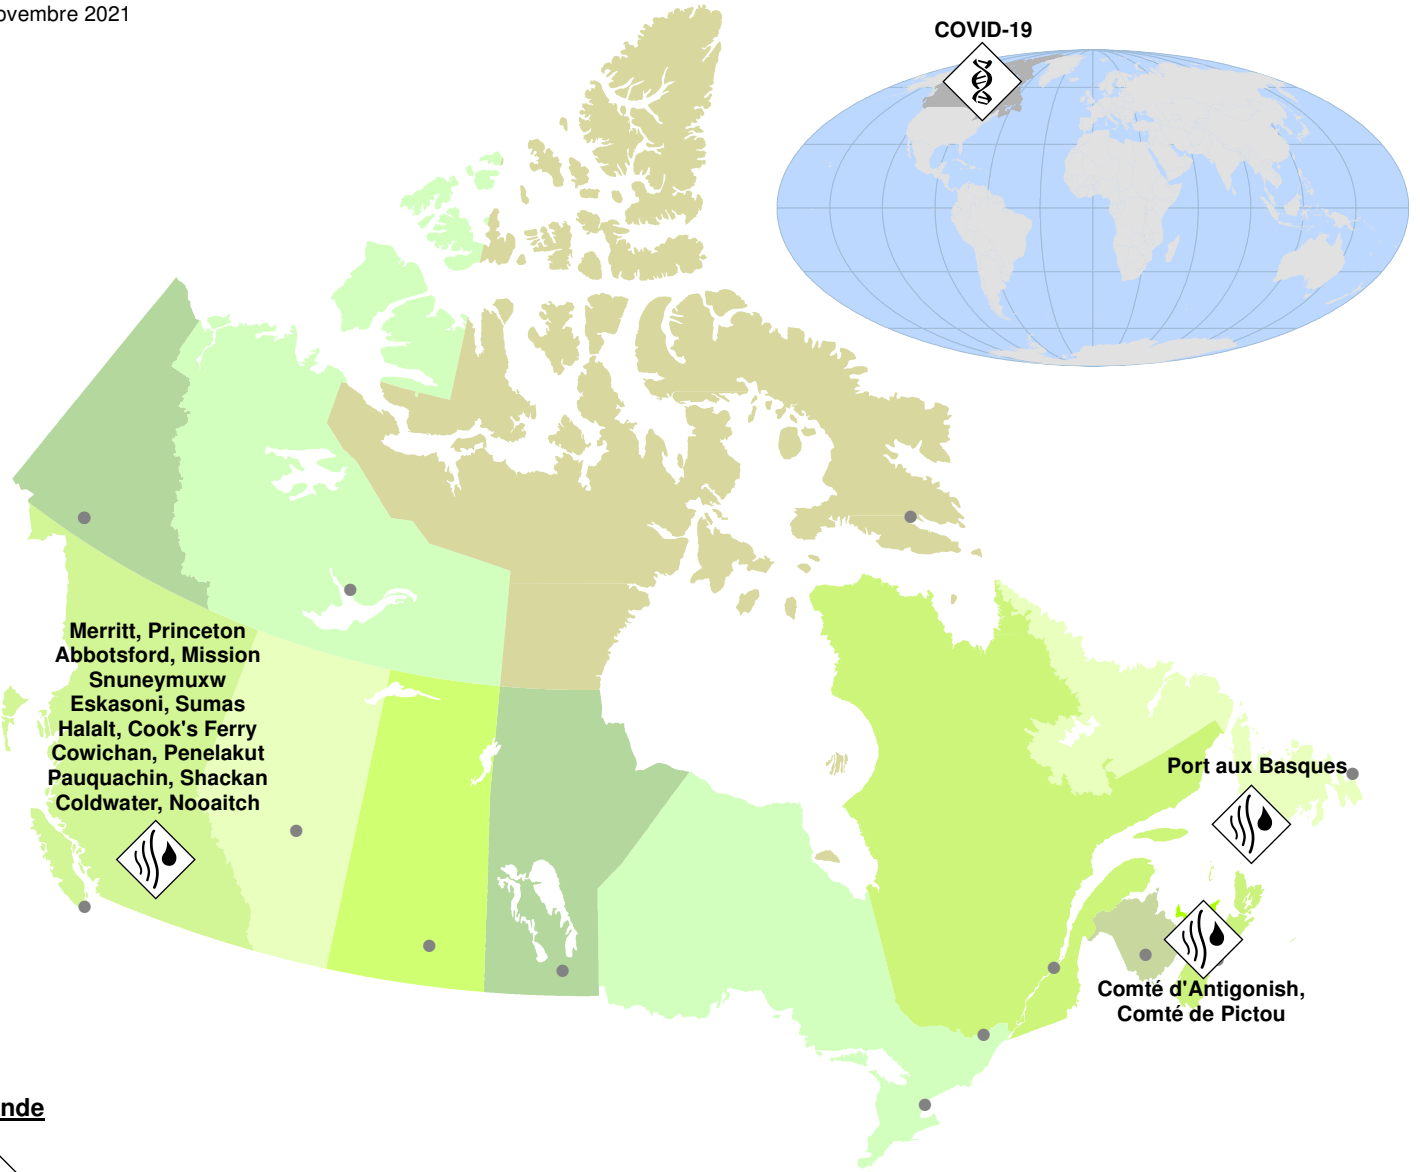 ovembre 2021
COVID-19
Merritt, Princeton
Abbotsford, Mission
Snuneymuxw
Eskasoni, Sumas
Halalt, Cook's Ferry
Cowichan, Penelakut
Pauquachin, Shackan
Coldwater, Nooaitch
Port aux Basques
Comté d'Antigonish,
Comté de Pictou
nde